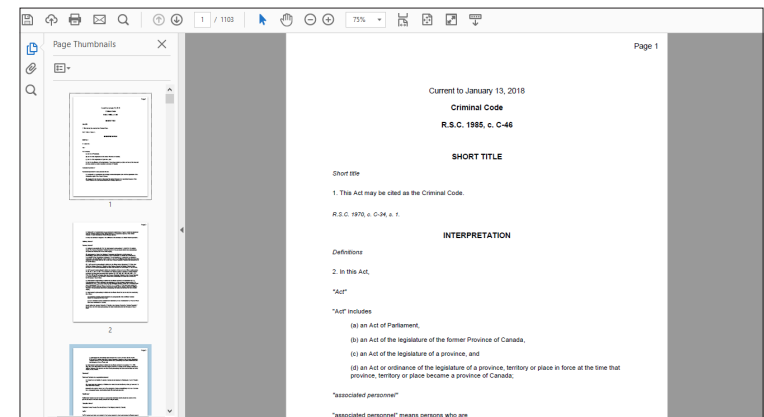 1 / 1103
75%
Page Thumbnails
1
2
Page 1
Current to January 13, 2018
Criminal Code
R.S.C. 1985, c. C-46
SHORT TITLE
Short title
1. This Act may be cited as the Criminal Code.
R.S.C. 1970, c. C-34, s. 1.
INTERPRETATION
Definitions
2. In this Act,
"Act"
"Act" includes
(a) an Act of Parliament,
(b) an Act of the legislature of the former Province of Canada,
(c) an Act of the legislature of a province, and
(d) an Act or ordinance of the legislature of a province, territory or place in force at the time that
province, territory or place became a province of Canada;
"associated personnel"
"associated personnel" means persons who are